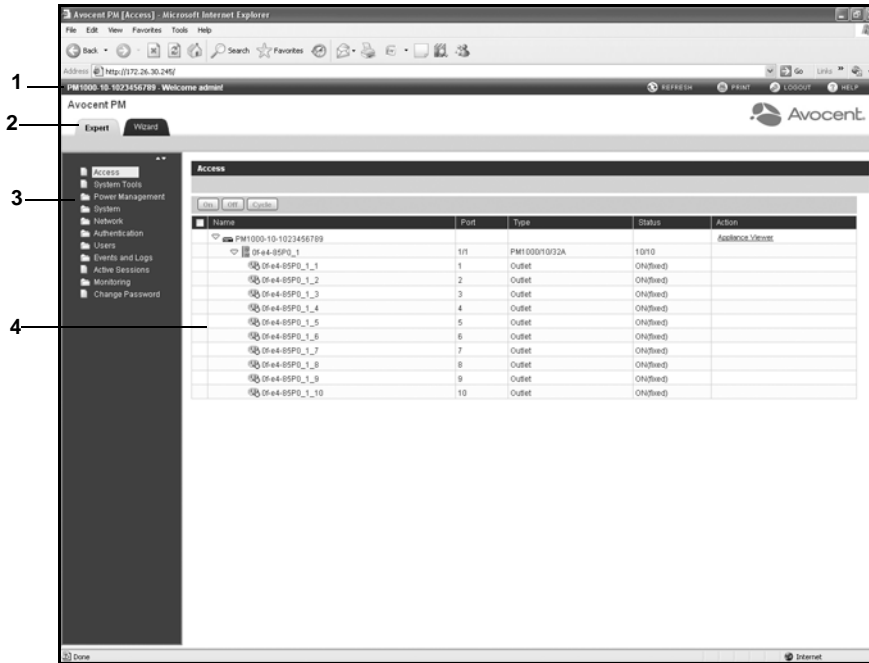 Avocent PM [Access] - Microsoft Internet Explorer
File Edit View Favorites Tools Help
Back Search Favorites
Address http://172.26.30.245/ Go Links
1
PM1000-10-1023456789 - Welcome admin! REFRESH PRINT LOGOUT HELP
Avocent PM
Avocent.
2
Expert Wizard
3
Access
System Tools
Power Management
System
Network
Authentication
Users
Events and Logs
Active Sessions
Monitoring
Change Password
Access
On Off Cycle
Name Port Type Status Action
PM1000-10-1023456789 Appliance Viewer
0f-e4-85P0_1 1/1 PM1000/10/32A 10/10
0f-e4-85P0_1_1 1 Outlet ON(fixed)
0f-e4-85P0_1_2 2 Outlet ON(fixed)
0f-e4-85P0_1_3 3 Outlet ON(fixed)
0f-e4-85P0_1_4 4 Outlet ON(fixed)
4
0f-e4-85P0_1_5 5 Outlet ON(fixed)
0f-e4-85P0_1_6 6 Outlet ON(fixed)
0f-e4-85P0_1_7 7 Outlet ON(fixed)
0f-e4-85P0_1_8 8 Outlet ON(fixed)
0f-e4-85P0_1_9 9 Outlet ON(fixed)
0f-e4-85P0_1_10 10 Outlet ON(fixed)
Done Internet